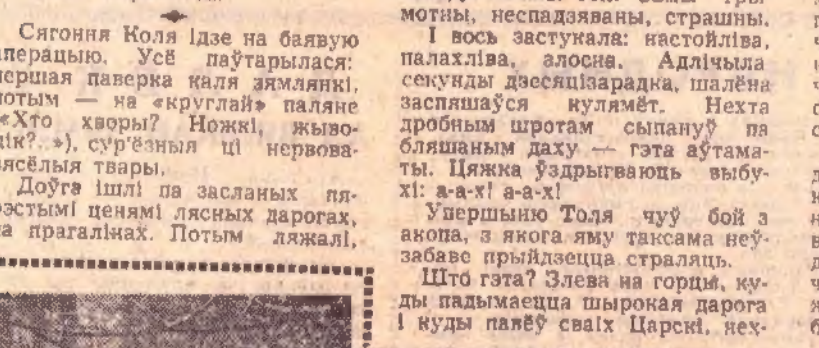 Сягоння Коля ідзе на баявую
аперацыю. Усё паўтарылася:
першая паверка каля зямлянкі,
потым — на «круглай» паляне
«Хто хворы? Ножкі, жыво-
цік?..»), сур'ёзныя ці нервова-
вясёлыя твары.
Доўга ішлі па засланых пя-
рэстымі ценямі лясных дарогах,
па прагалінах. Потым ляжалі,
мотны, неспадзяваны, страшны.
І вось застукала: настойліва,
палахліва, злосна. Адлічыла
секунды дзесяцізарадка, шалёна
заспяшаўся кулямёт. Нехта
дробным шротам сыпануў па
бляшаным даху — гэта аўтама-
ты. Цяжка ўздрыгваюць выбу-
хі: а-а-х! а-а-х!
Упершыню Толя чуў бой з
акопа, з якога яму таксама неў-
забаве прыйдзецца страляць.
Што гэта? Злева на горцы, ку-
ды падымаецца шырокая дарога
і куды павёў сваіх Царскі, нех-